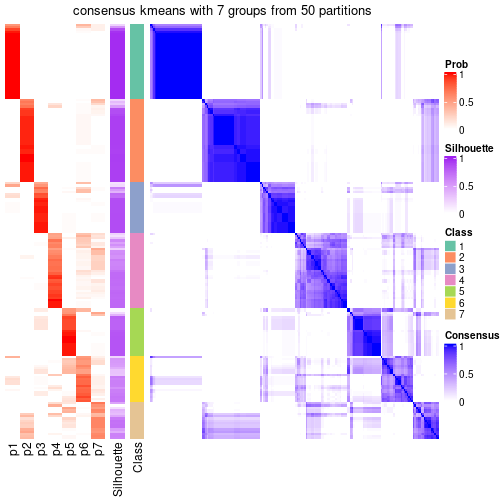 consensus kmeans with 7 groups from 50 partitions
Prob
1
0.5
0
Silhouette
1
0.5
0
Class
1
2
3
4
5
6
7
Consensus
1
0.5
0
p1
p2
p3
p4
p5
p6
p7
Silhouette
Class